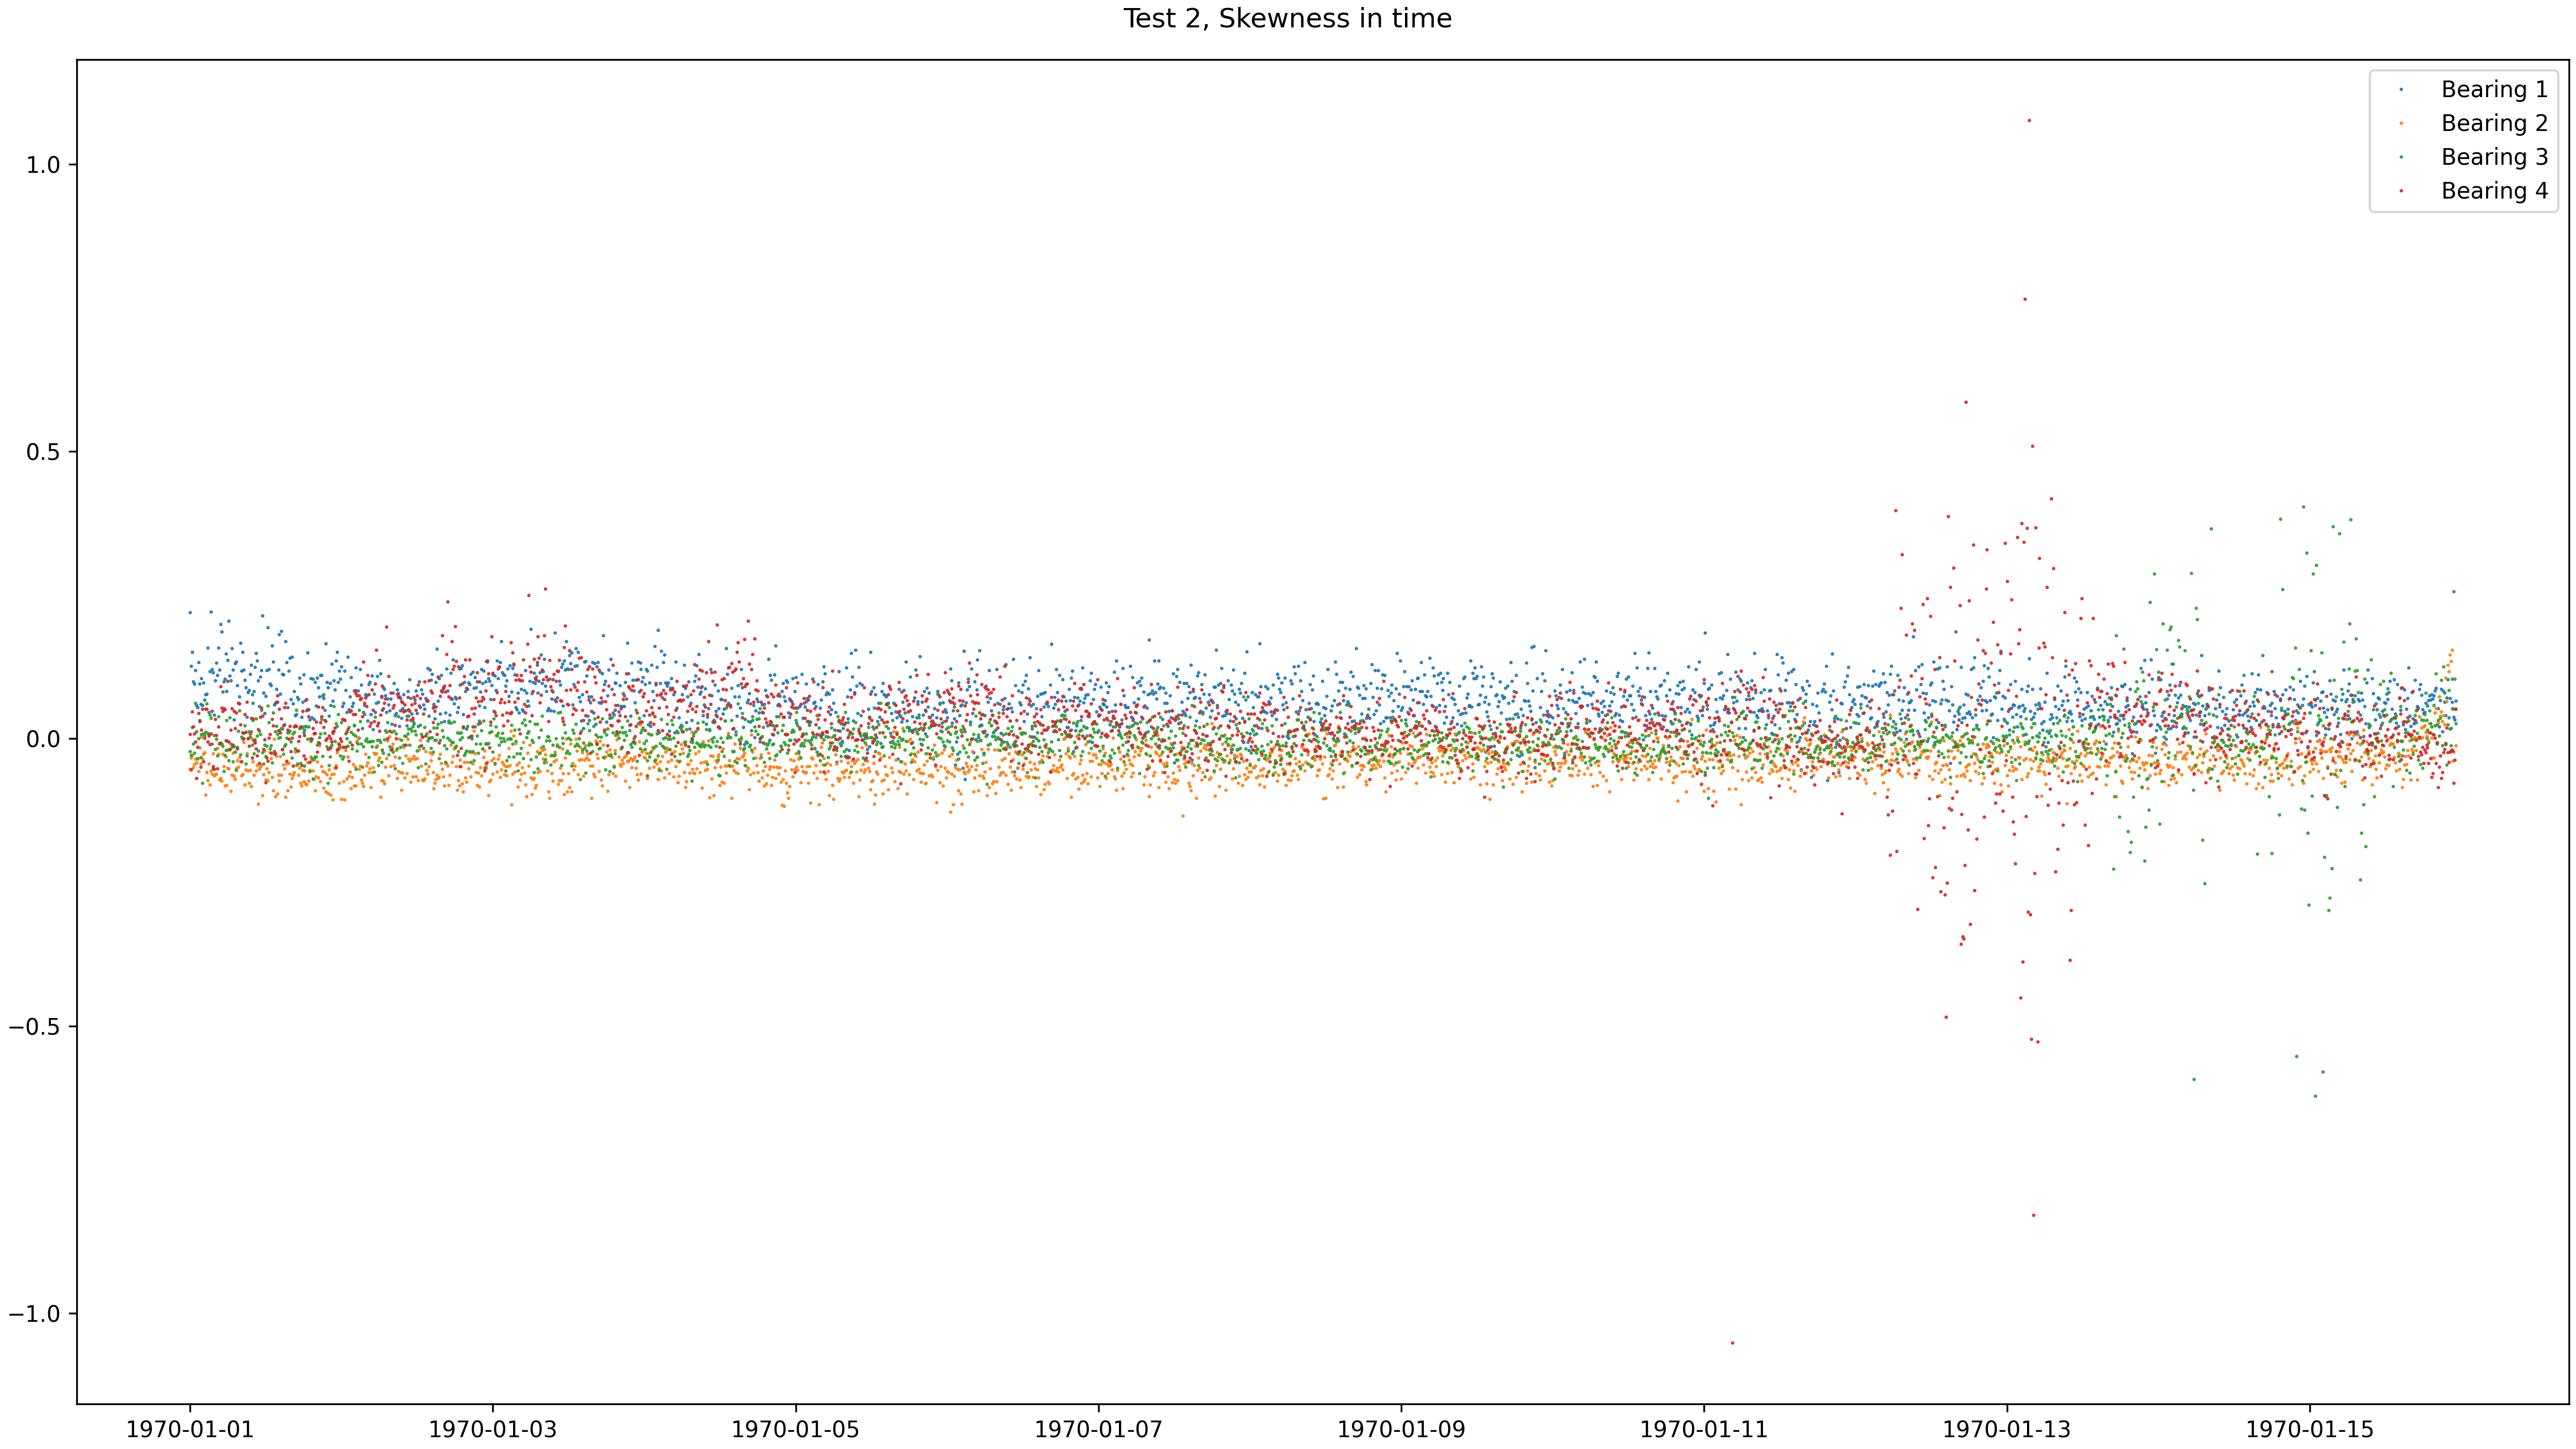 Test 2, Skewness in time
Bearing 1
Bearing 2
Bearing 3
Bearing 4
1.0
0.5
0.0
−0.5
−1.0
1970-01-01 1970-01-03 1970-01-05 1970-01-07 1970-01-09 1970-01-11 1970-01-13 1970-01-15